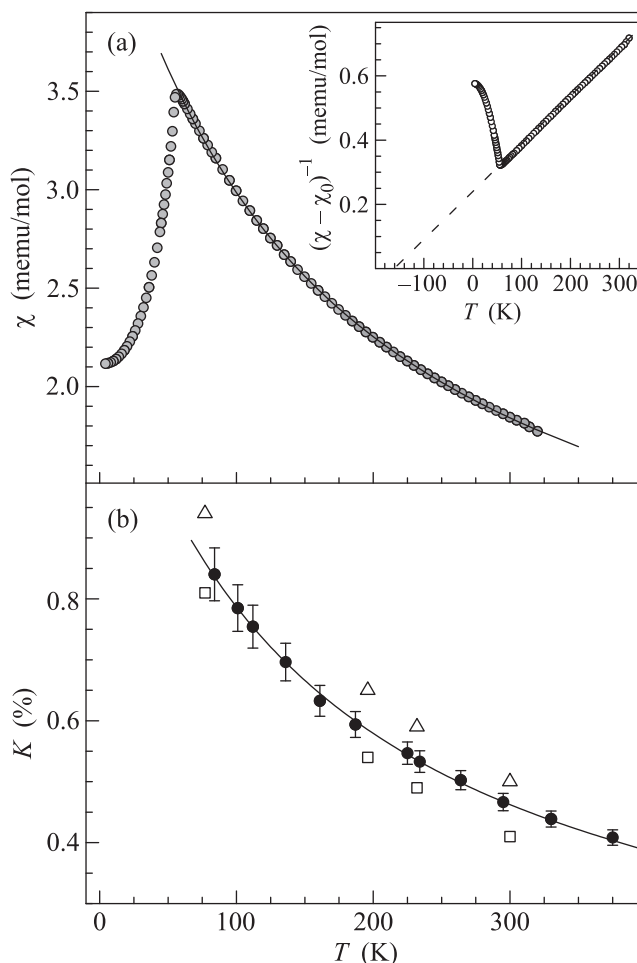 (a)
χ (memu/mol)
3.5
3.0
2.5
2.0
(χ – χ₀)⁻¹ (memu/mol)
0.6
0.4
0.2
−100 0 100 200 300
T (K)
(b)
K (%)
0.8
0.6
0.4
0 100 200 300
T (K)